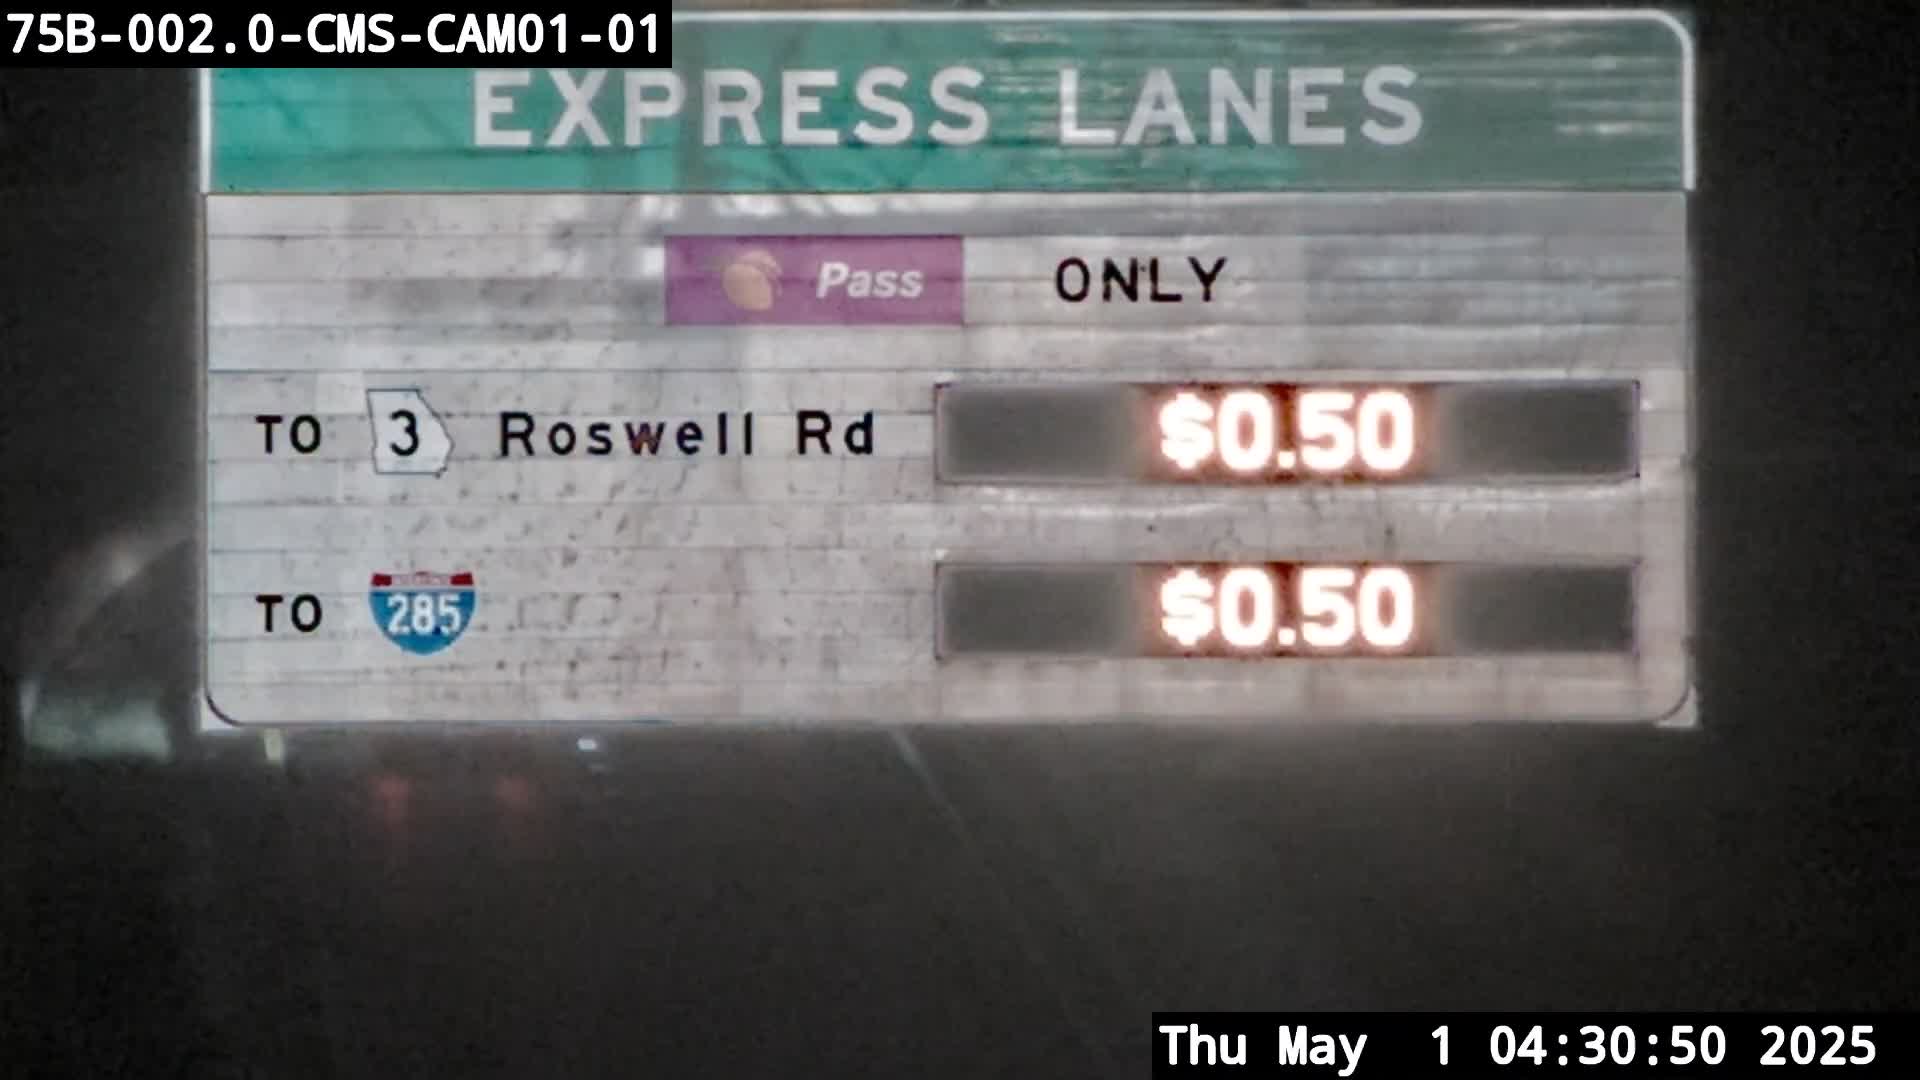 75B-002.0-CMS-CAM01-01
EXPRESS LANES
Pass ONLY
TO 3 Roswell Rd $0.50
TO 285 $0.50
Thu May 1 04:30:50 2025